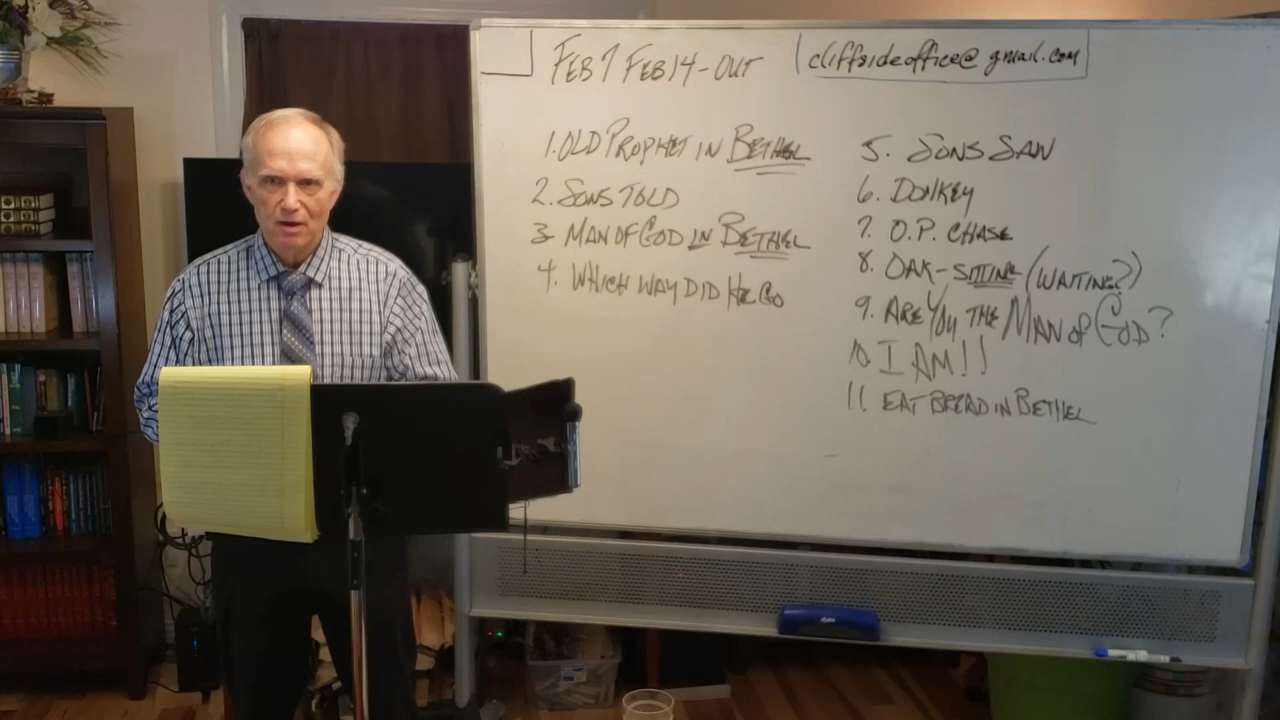 FEB 7 FEB 14-OUT
cliffsideoffice@gmail.com
1. OLD PROPHET IN BETHEL
2. SONS TOLD
3 MAN OF GOD IN BETHEL
4. WHICH WAY DID HE GO
5. SONS SAW
6. DONKEY
7. O.P. CHASE
8. OAK-SITTING (WAITING?)
9. ARE YOU THE MAN OF GOD?
10 I AM!!
11. EAT BREAD IN BETHEL